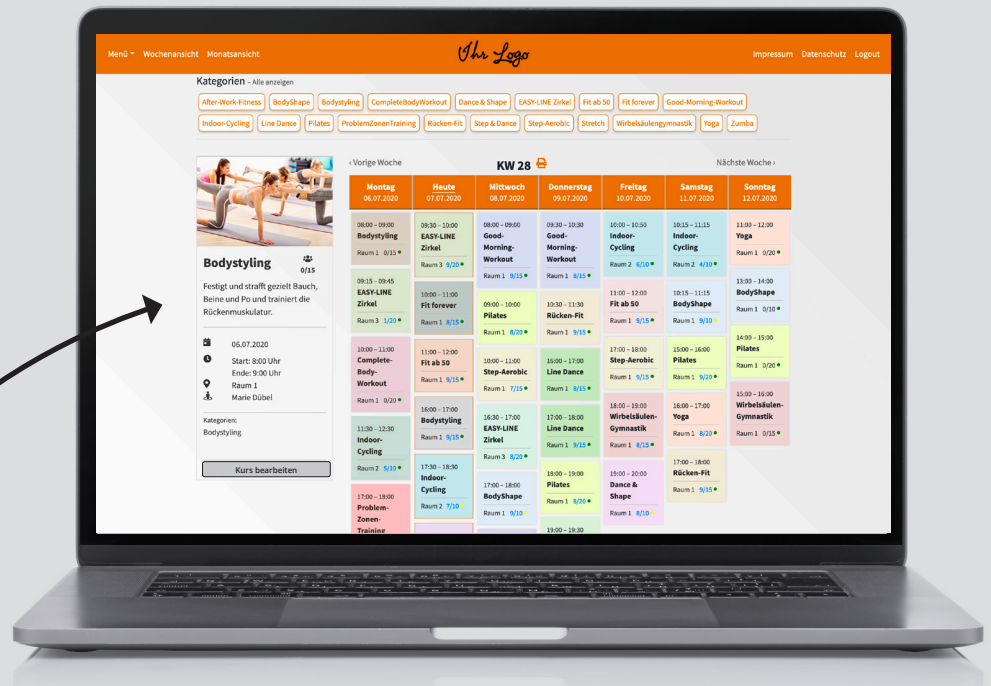 Menü Wochenansicht Monatsansicht
Ihr Logo
Impressum Datenschutz Logout
Kategorien – Alle anzeigen
After-Work-Fitness BodyShape Bodystyling CompleteBodyWorkout Dance & Shape EASY-LINE Zirkel Fit ab 50 Fit forever Good-Morning-Workout
Indoor-Cycling Line Dance Pilates ProblemZonenTraining Rücken-Fit Step & Dance Step-Aerobic Stretch Wirbelsäulengymnastik Yoga Zumba
Bodystyling
0/15
Festigt und strafft gezielt Bauch,
Beine und Po und trainiert die
Rückenmuskulatur.
06.07.2020
Start: 8:00 Uhr
Ende: 9:00 Uhr
Raum 1
Marie Dübel
Kategorien:
Bodystyling
Kurs bearbeiten
‹ Vorige Woche
KW 28
Nächste Woche ›
Montag
06.07.2020
08:00 – 09:00
Bodystyling
Raum 1 0/15
09:15 – 09:45
EASY-LINE
Zirkel
Raum 3 1/20
10:00 – 11:00
Complete-
Body-
Workout
Raum 1 0/20
11:30 – 12:30
Indoor-
Cycling
Raum 2 5/10
17:00 – 18:00
Problem-
Zonen-
Training
Heute
07.07.2020
09:30 – 10:00
EASY-LINE
Zirkel
Raum 3 9/20
10:00 – 11:00
Fit forever
Raum 1 8/15
11:00 – 12:00
Fit ab 50
Raum 1 9/15
16:00 – 17:00
Bodystyling
Raum 1 9/15
17:30 – 18:30
Indoor-
Cycling
Raum 2 7/10
Mittwoch
08.07.2020
08:00 – 09:00
Good-
Morning-
Workout
Raum 1 9/15
09:00 – 10:00
Pilates
Raum 1 8/20
10:00 – 11:00
Step-Aerobic
Raum 1 7/15
16:30 – 17:00
EASY-LINE
Zirkel
Raum 3 8/20
17:00 – 18:00
BodyShape
Raum 1 9/10
Donnerstag
09.07.2020
09:30 – 10:30
Good-
Morning-
Workout
Raum 1 8/15
10:30 – 11:30
Rücken-Fit
Raum 1 9/15
16:00 – 17:00
Line Dance
Raum 1 8/15
17:00 – 18:00
Line Dance
Raum 1 9/15
18:00 – 19:00
Pilates
Raum 1 8/20
19:00 – 19:30
Freitag
10.07.2020
10:00 – 10:50
Indoor-
Cycling
Raum 2 6/10
11:00 – 12:00
Fit ab 50
Raum 1 9/15
17:00 – 18:00
Step-Aerobic
Raum 1 9/15
18:00 – 19:00
Wirbelsäulen-
Gymnastik
Raum 1 8/15
19:00 – 20:00
Dance &
Shape
Raum 1 8/10
Samstag
11.07.2020
10:15 – 11:15
Indoor-
Cycling
Raum 2 4/10
10:15 – 11:15
BodyShape
Raum 1 9/10
15:00 – 16:00
Pilates
Raum 1 9/20
16:00 – 17:00
Yoga
Raum 1 8/20
17:00 – 18:00
Rücken-Fit
Raum 1 9/15
Sonntag
12.07.2020
11:00 – 12:00
Yoga
Raum 1 0/20
13:00 – 14:00
BodyShape
Raum 1 0/10
14:00 – 15:00
Pilates
Raum 1 0/20
15:00 – 16:00
Wirbelsäulen-
Gymnastik
Raum 1 0/15